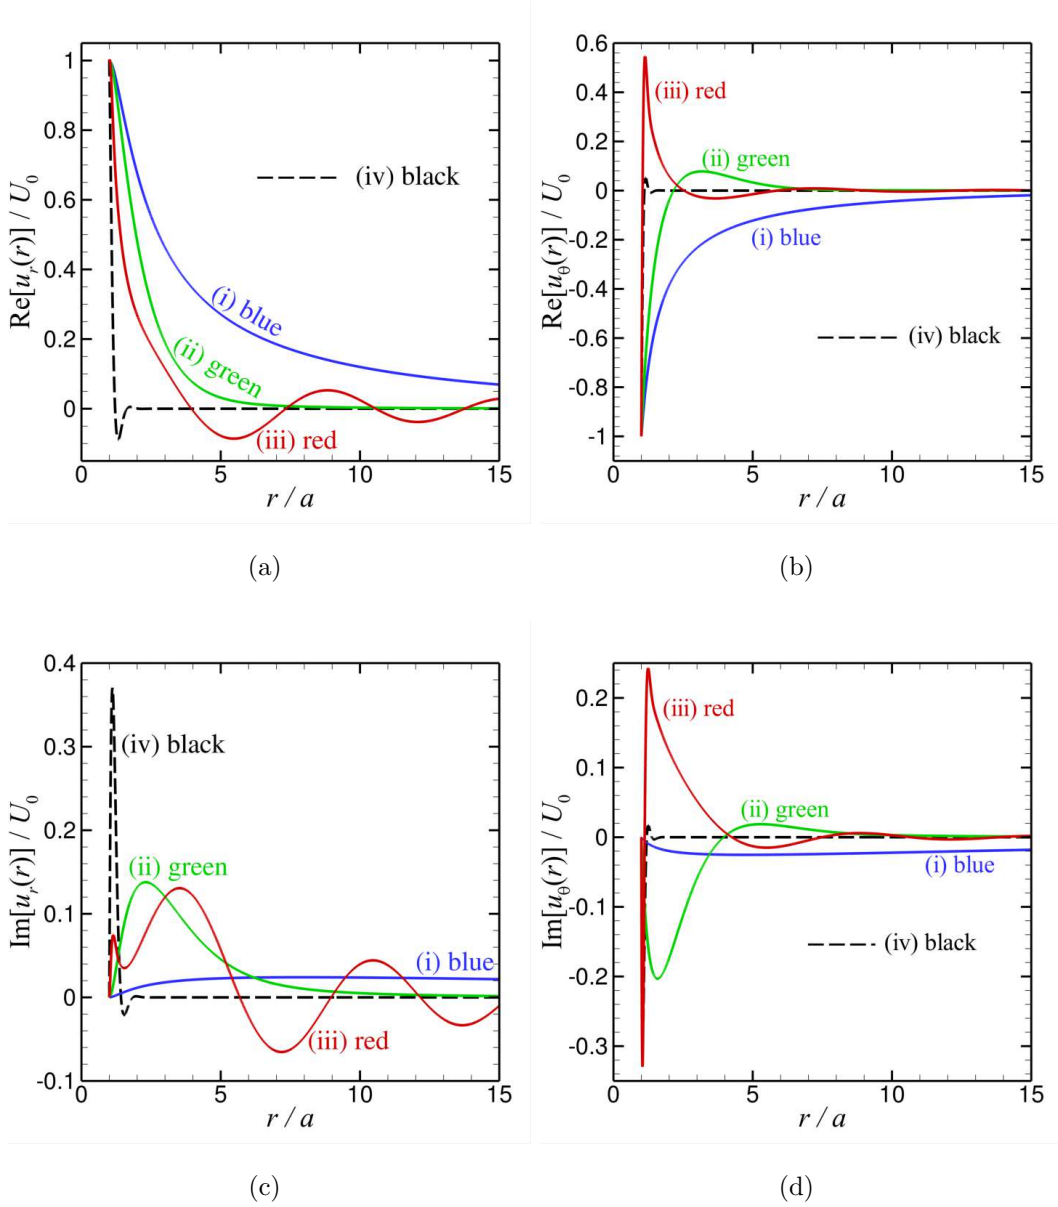 Re[u_r(r)] / U_0
1
0.8
0.6
0.4
0.2
0
0
5
10
15
r / a
(iv) black
(i) blue
(ii) green
(iii) red
(a)
Re[u_θ(r)] / U_0
0.6
0.4
0.2
0
-0.2
-0.4
-0.6
-0.8
-1
0
5
10
15
r / a
(iii) red
(ii) green
(i) blue
(iv) black
(b)
Im[u_r(r)] / U_0
0.4
0.3
0.2
0.1
0
-0.1
0
5
10
15
r / a
(iv) black
(ii) green
(i) blue
(iii) red
(c)
Im[u_θ(r)] / U_0
0.2
0.1
0
-0.1
-0.2
-0.3
0
5
10
15
r / a
(iii) red
(ii) green
(i) blue
(iv) black
(d)